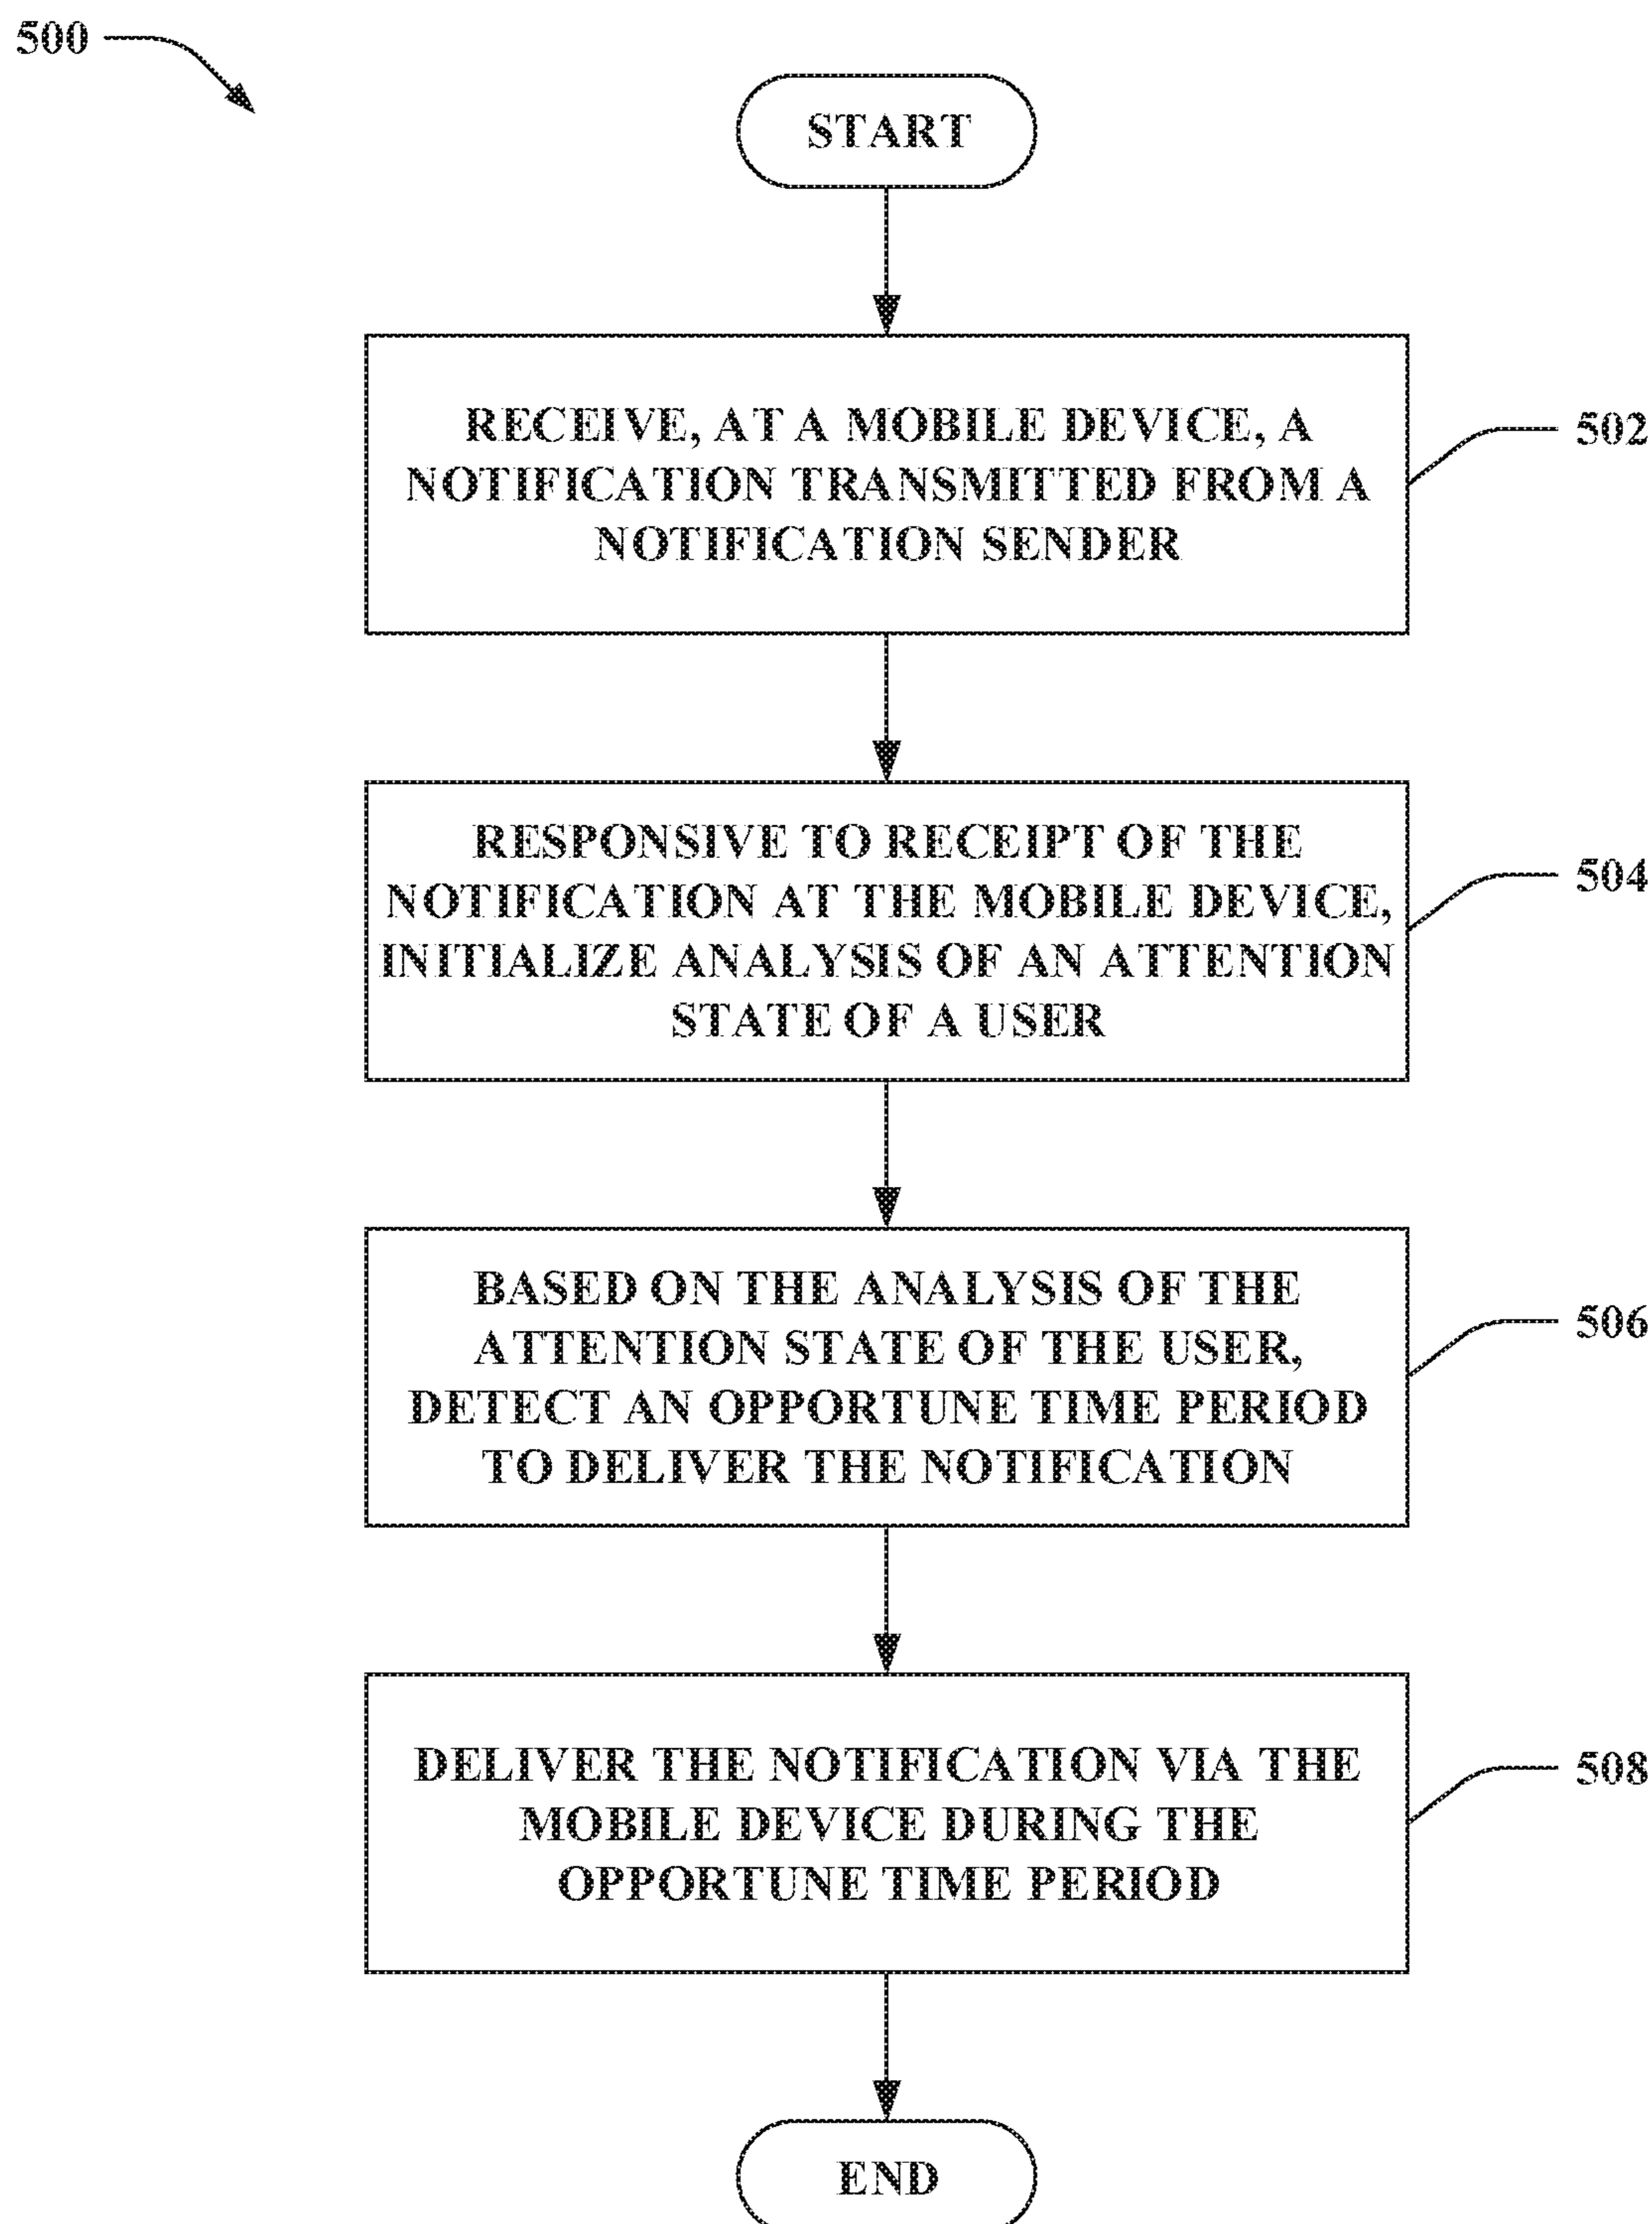 500
START
RECEIVE, AT A MOBILE DEVICE, A
NOTIFICATION TRANSMITTED FROM A
NOTIFICATION SENDER
502
RESPONSIVE TO RECEIPT OF THE
NOTIFICATION AT THE MOBILE DEVICE,
INITIALIZE ANALYSIS OF AN ATTENTION
STATE OF A USER
504
BASED ON THE ANALYSIS OF THE
ATTENTION STATE OF THE USER,
DETECT AN OPPORTUNE TIME PERIOD
TO DELIVER THE NOTIFICATION
506
DELIVER THE NOTIFICATION VIA THE
MOBILE DEVICE DURING THE
OPPORTUNE TIME PERIOD
508
END